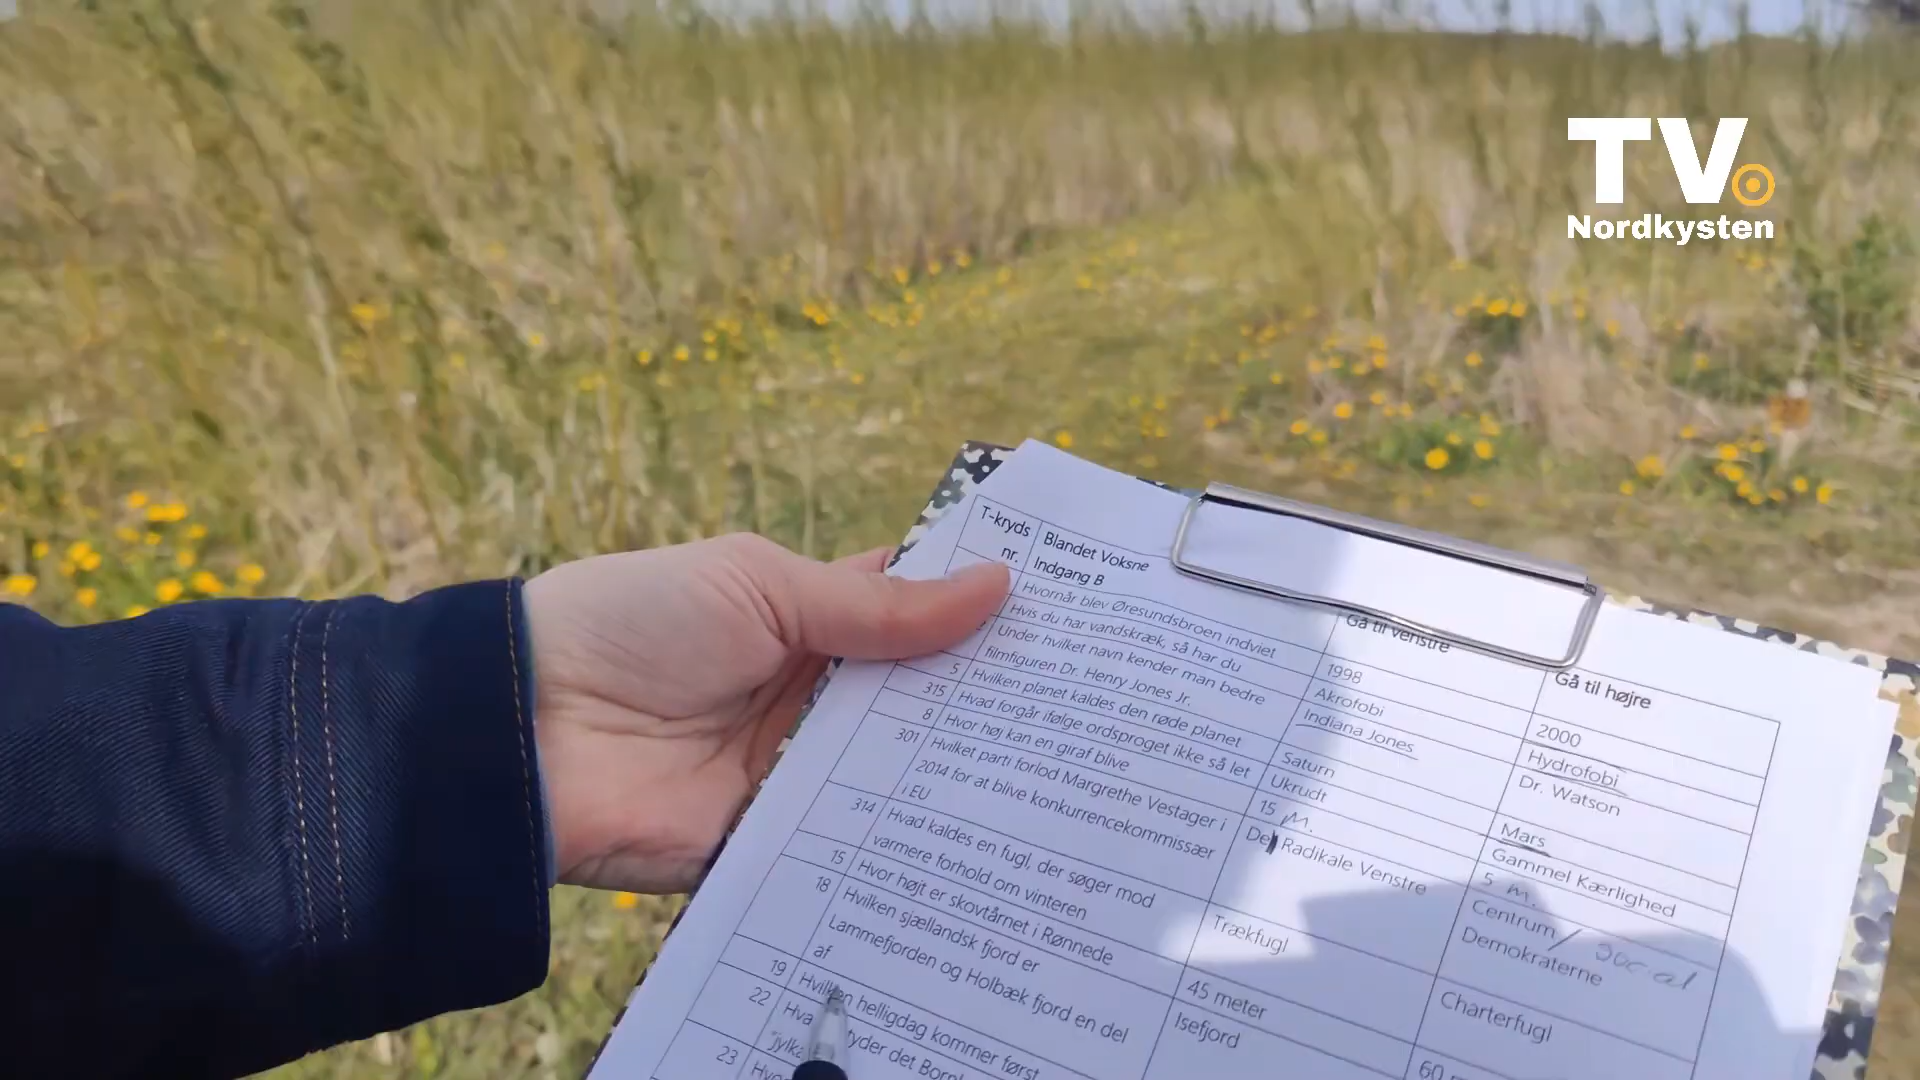 TV
Nordkysten
T-kryds
nr.
Blandet Voksne
Indgang B
Gå til venstre
Gå til højre
Hvornår blev Øresundsbroen indviet
1998
2000
Hvis du har vandskræk, så har du
Akrofobi
Hydrofobi
Under hvilket navn kender man bedre
filmfiguren Dr. Henry Jones Jr.
Indiana Jones
Dr. Watson
5
Hvilken planet kaldes den røde planet
Saturn
Mars
315
Hvad forgår ifølge ordsproget ikke så let
Ukrudt
Gammel Kærlighed
8
Hvor høj kan en giraf blive
15 m.
5 m.
301
Hvilket parti forlod Margrethe Vestager i
2014 for at blive konkurrencekommissær
i EU
Radikale Venstre
Centrum / Social
Demokraterne
314
Hvad kaldes en fugl, der søger mod
varmere forhold om vinteren
Trækfugl
Charterfugl
15
Hvor højt er skovtårnet i Rønnede
45 meter
60
18
Hvilken sjællandsk fjord er
Lammefjorden og Holbæk fjord en del
af
Isefjord
19
Hvilken helligdag kommer først
22
det
23